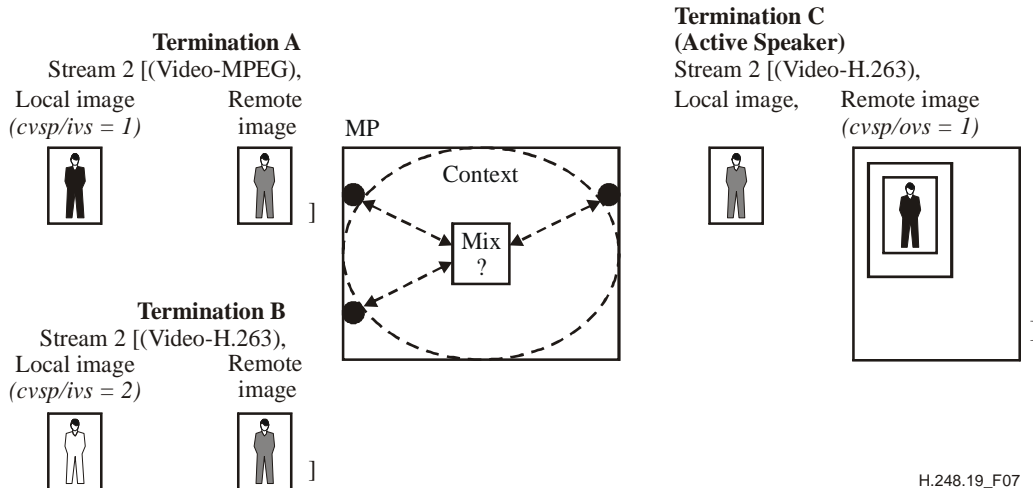 Termination A
Stream 2 [(Video-MPEG),
Local image
(cvsp/ivs = 1)
Remote
image
]
MP
Context
Mix
?
Termination C
(Active Speaker)
Stream 2 [(Video-H.263),
Local image,
Remote image
(cvsp/ovs = 1)
Termination B
Stream 2 [(Video-H.263),
Local image
(cvsp/ivs = 2)
Remote
image
]
H.248.19_F07